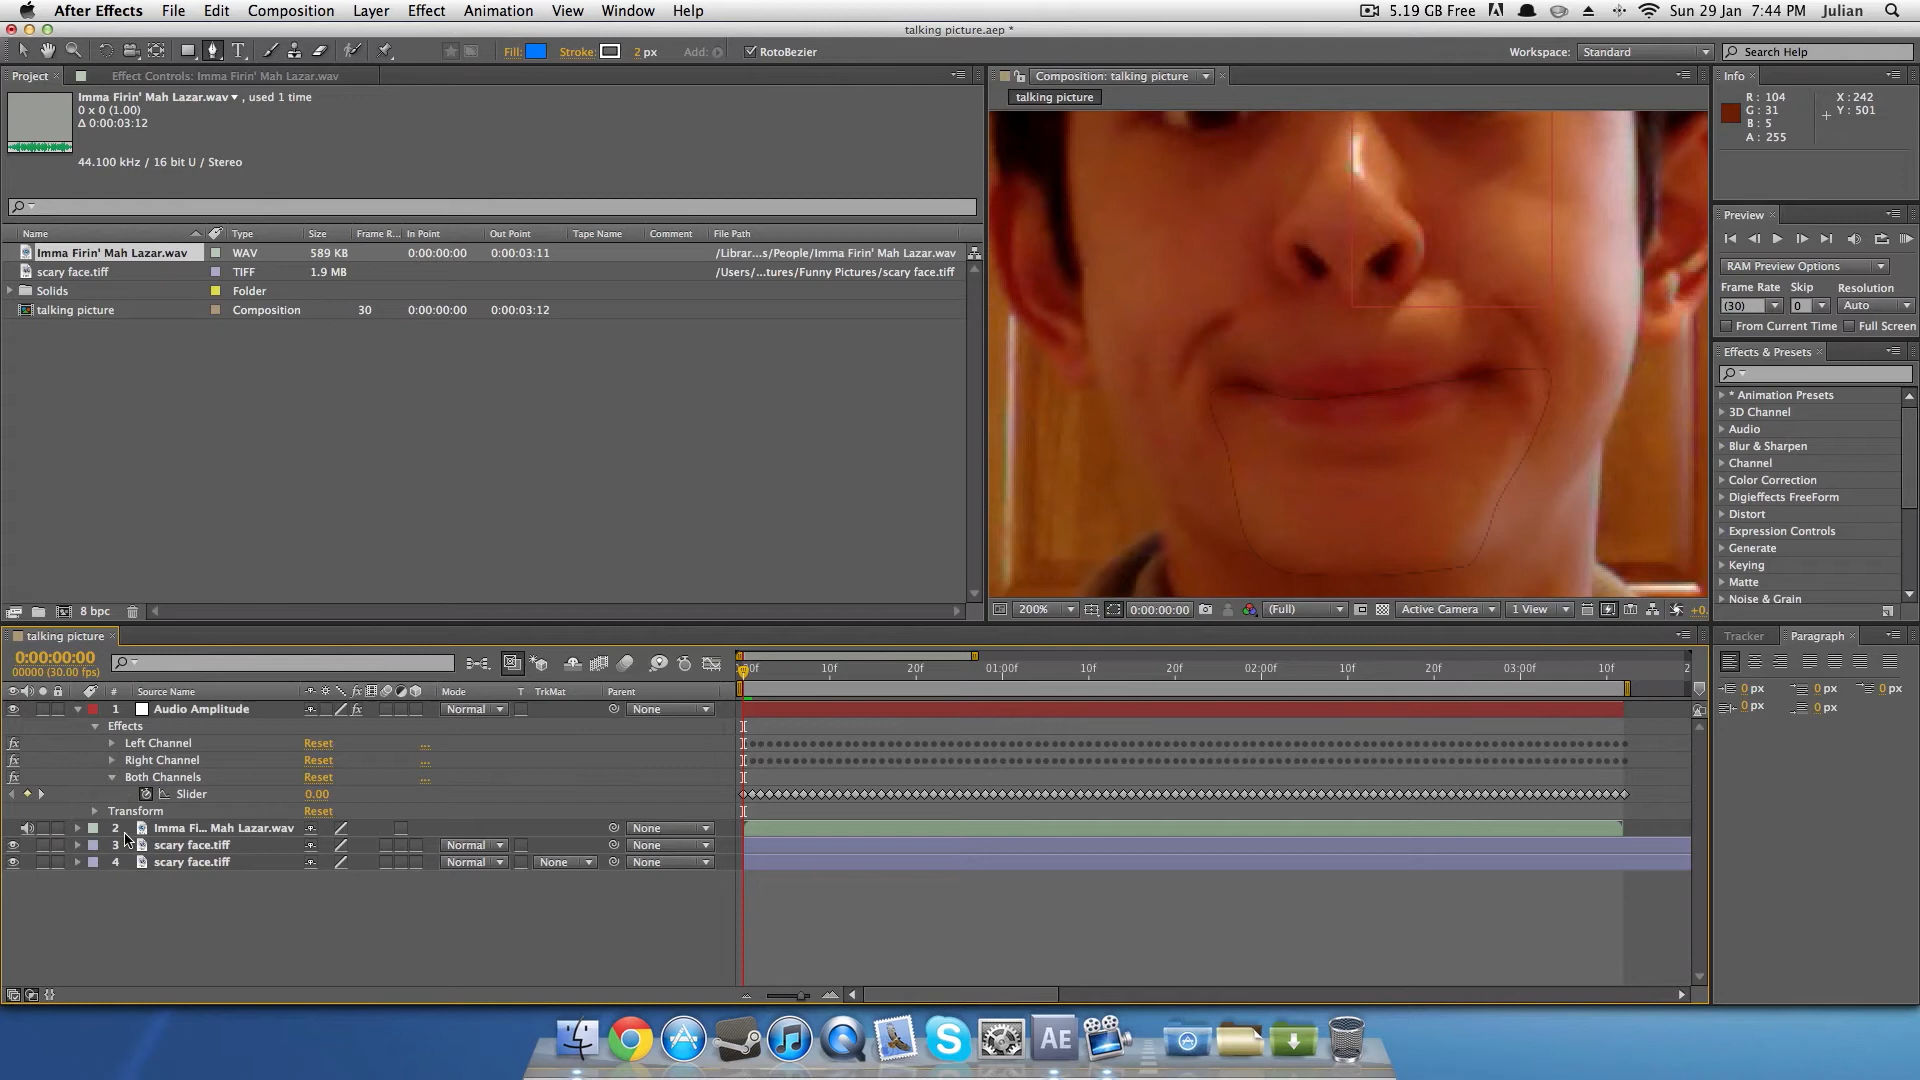 After Effects File Edit Composition Layer Effect Animation View Window Help 5.19 GB Free Sun 29 Jan 7:44 PM Julian
talking picture.aep *
T Fill: Stroke: 2 px Add: RotoBezier Workspace: Standard Search Help
Project Effect Controls: Imma Firin' Mah Lazar.wav Composition: talking picture Info
Imma Firin' Mah Lazar.wav , used 1 time
0 x 0 (1.00)
Δ 0:00:03:12
44.100 kHz / 16 bit U / Stereo
talking picture
R : 104 X : 242
G : 31 Y : 501
B : 5
A : 255
Name Type Size Frame R... In Point Out Point Tape Name Comment File Path
Imma Firin' Mah Lazar.wav WAV 589 KB 0:00:00:00 0:00:03:11 /Librar...s/People/Imma Firin' Mah Lazar.wav
scary face.tiff TIFF 1.9 MB /Users/...tures/Funny Pictures/scary face.tiff
Solids Folder
talking picture Composition 30 0:00:00:00 0:00:03:12
Preview
RAM Preview Options
Frame Rate Skip Resolution
(30) 0 Auto
From Current Time Full Screen
Effects & Presets
* Animation Presets
3D Channel
Audio
Blur & Sharpen
Channel
Color Correction
Digieffects FreeForm
Distort
Expression Controls
Generate
Keying
Matte
Noise & Grain
8 bpc
200% 0:00:00:00 (Full) Active Camera 1 View +0.
talking picture
0:00:00:00
00000 (30.00 fps)
:00f 10f 20f 01:00f 10f 20f 02:00f 10f 20f 03:00f 10f 2
# Source Name fx Mode T TrkMat Parent
1 Audio Amplitude fx Normal None
Effects
fx Left Channel Reset ...
fx Right Channel Reset ...
fx Both Channels Reset ...
Slider 0.00
Transform Reset
2 Imma Fi... Mah Lazar.wav None
3 scary face.tiff Normal None
4 scary face.tiff Normal None None
Tracker Paragraph
0 px 0 px 0 px
0 px 0 px
AE